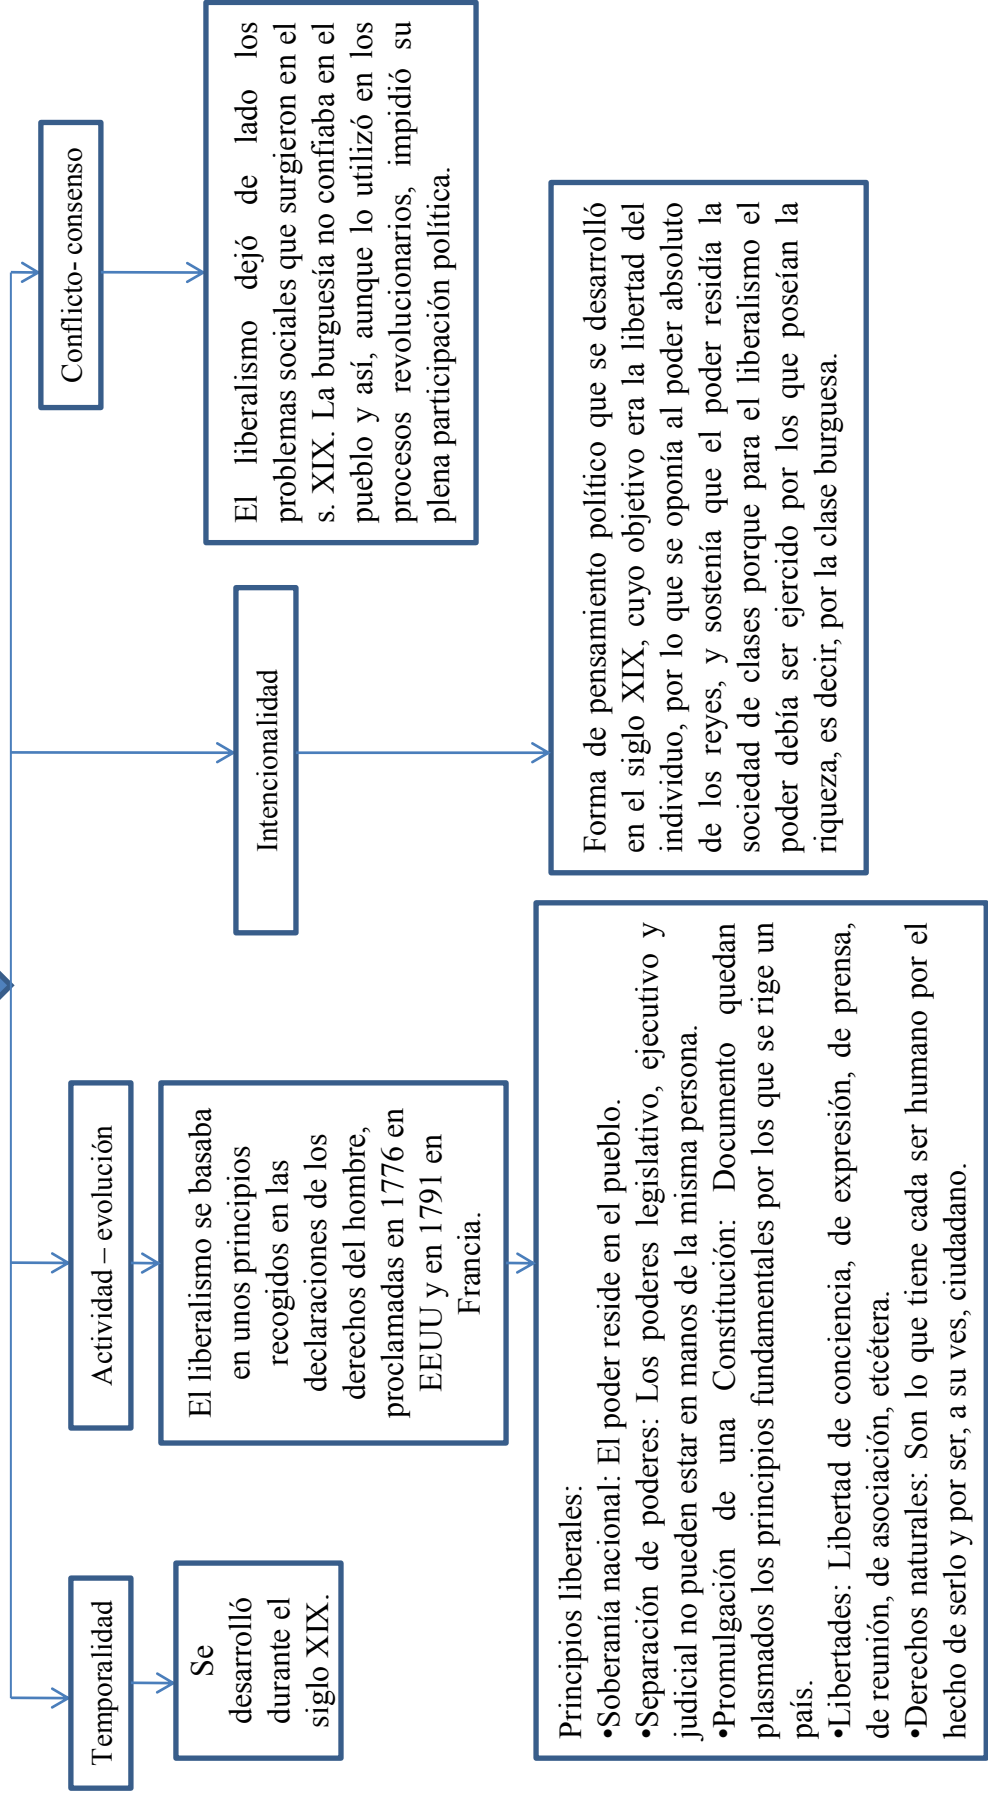 Temporalidad
Se
desarrolló
durante el
siglo XIX.
Actividad – evolución
El liberalismo se basaba
en unos principios
recogidos en las
declaraciones de los
derechos del hombre,
proclamadas en 1776 en
EEUU y en 1791 en
Francia.
Principios liberales:
•Soberanía nacional: El poder reside en el pueblo.
•Separación de poderes: Los poderes legislativo, ejecutivo y
judicial no pueden estar en manos de la misma persona.
•Promulgación de una Constitución: Documento quedan
plasmados los principios fundamentales por los que se rige un
país.
•Libertades: Libertad de conciencia, de expresión, de prensa,
de reunión, de asociación, etcétera.
•Derechos naturales: Son lo que tiene cada ser humano por el
hecho de serlo y por ser, a su ves, ciudadano.
Intencionalidad
Forma de pensamiento político que se desarrolló
en el siglo XIX, cuyo objetivo era la libertad del
individuo, por lo que se oponía al poder absoluto
de los reyes, y sostenía que el poder residía la
sociedad de clases porque para el liberalismo el
poder debía ser ejercido por los que poseían la
riqueza, es decir, por la clase burguesa.
Conflicto- consenso
El liberalismo dejó de lado los
problemas sociales que surgieron en el
s. XIX. La burguesía no confiaba en el
pueblo y así, aunque lo utilizó en los
procesos revolucionarios, impidió su
plena participación política.